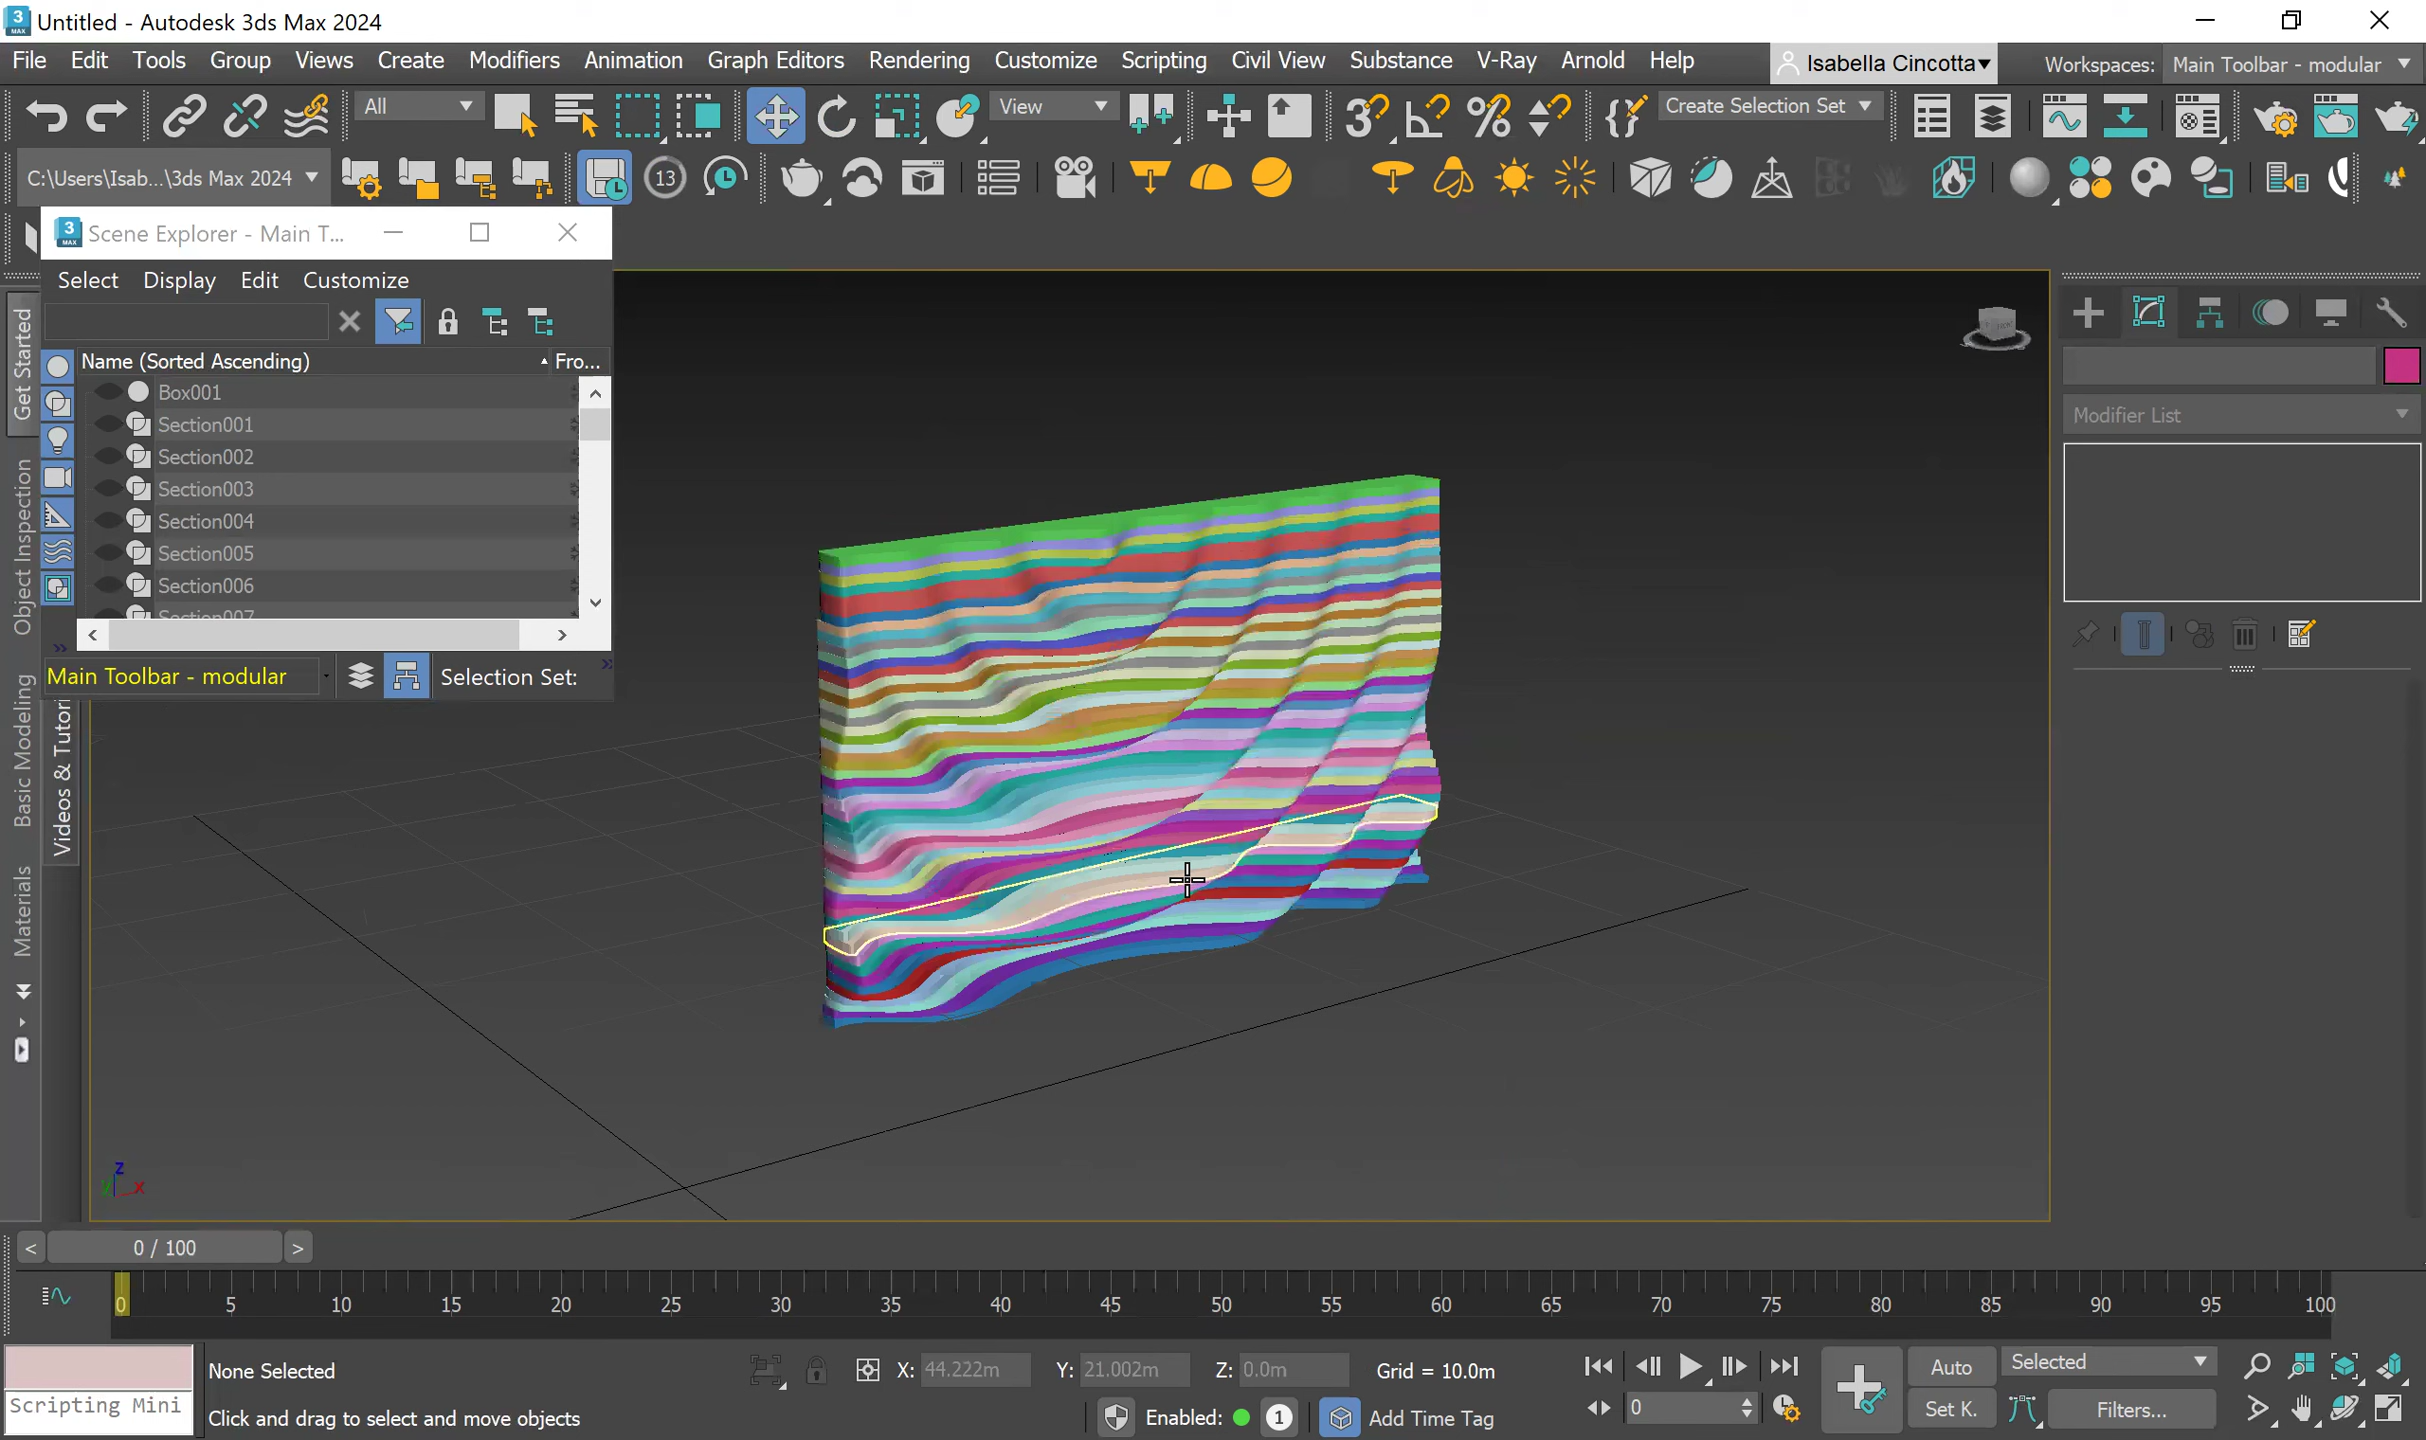 Untitled - Autodesk 3ds Max 2024
File Edit Tools Group Views Create Modifiers Animation Graph Editors Rendering Customize Scripting Civil View Substance V-Ray Arnold Help
Isabella Cincotta
Workspaces: Main Toolbar - modular
All
View
Create Selection Set
C:\Users\Isab...\3ds Max 2024
13
Scene Explorer - Main T...
Select Display Edit Customize
Name (Sorted Ascending)
Fro...
Box001
Section001
Section002
Section003
Section004
Section005
Section006
Section007
Main Toolbar - modular
Selection Set:
Get Started
Object Inspection
Basic Modeling
Materials
Videos & Tutori
Modifier List
z
y
x
0 / 100
0 5 10 15 20 25 30 35 40 45 50 55 60 65 70 75 80 85 90 95 100
None Selected
X: 44.222m
Y: 21.002m
Z: 0.0m
Grid = 10.0m
Auto
Selected
Scripting Mini
Click and drag to select and move objects
Enabled:
1
Add Time Tag
0
Set K.
Filters...